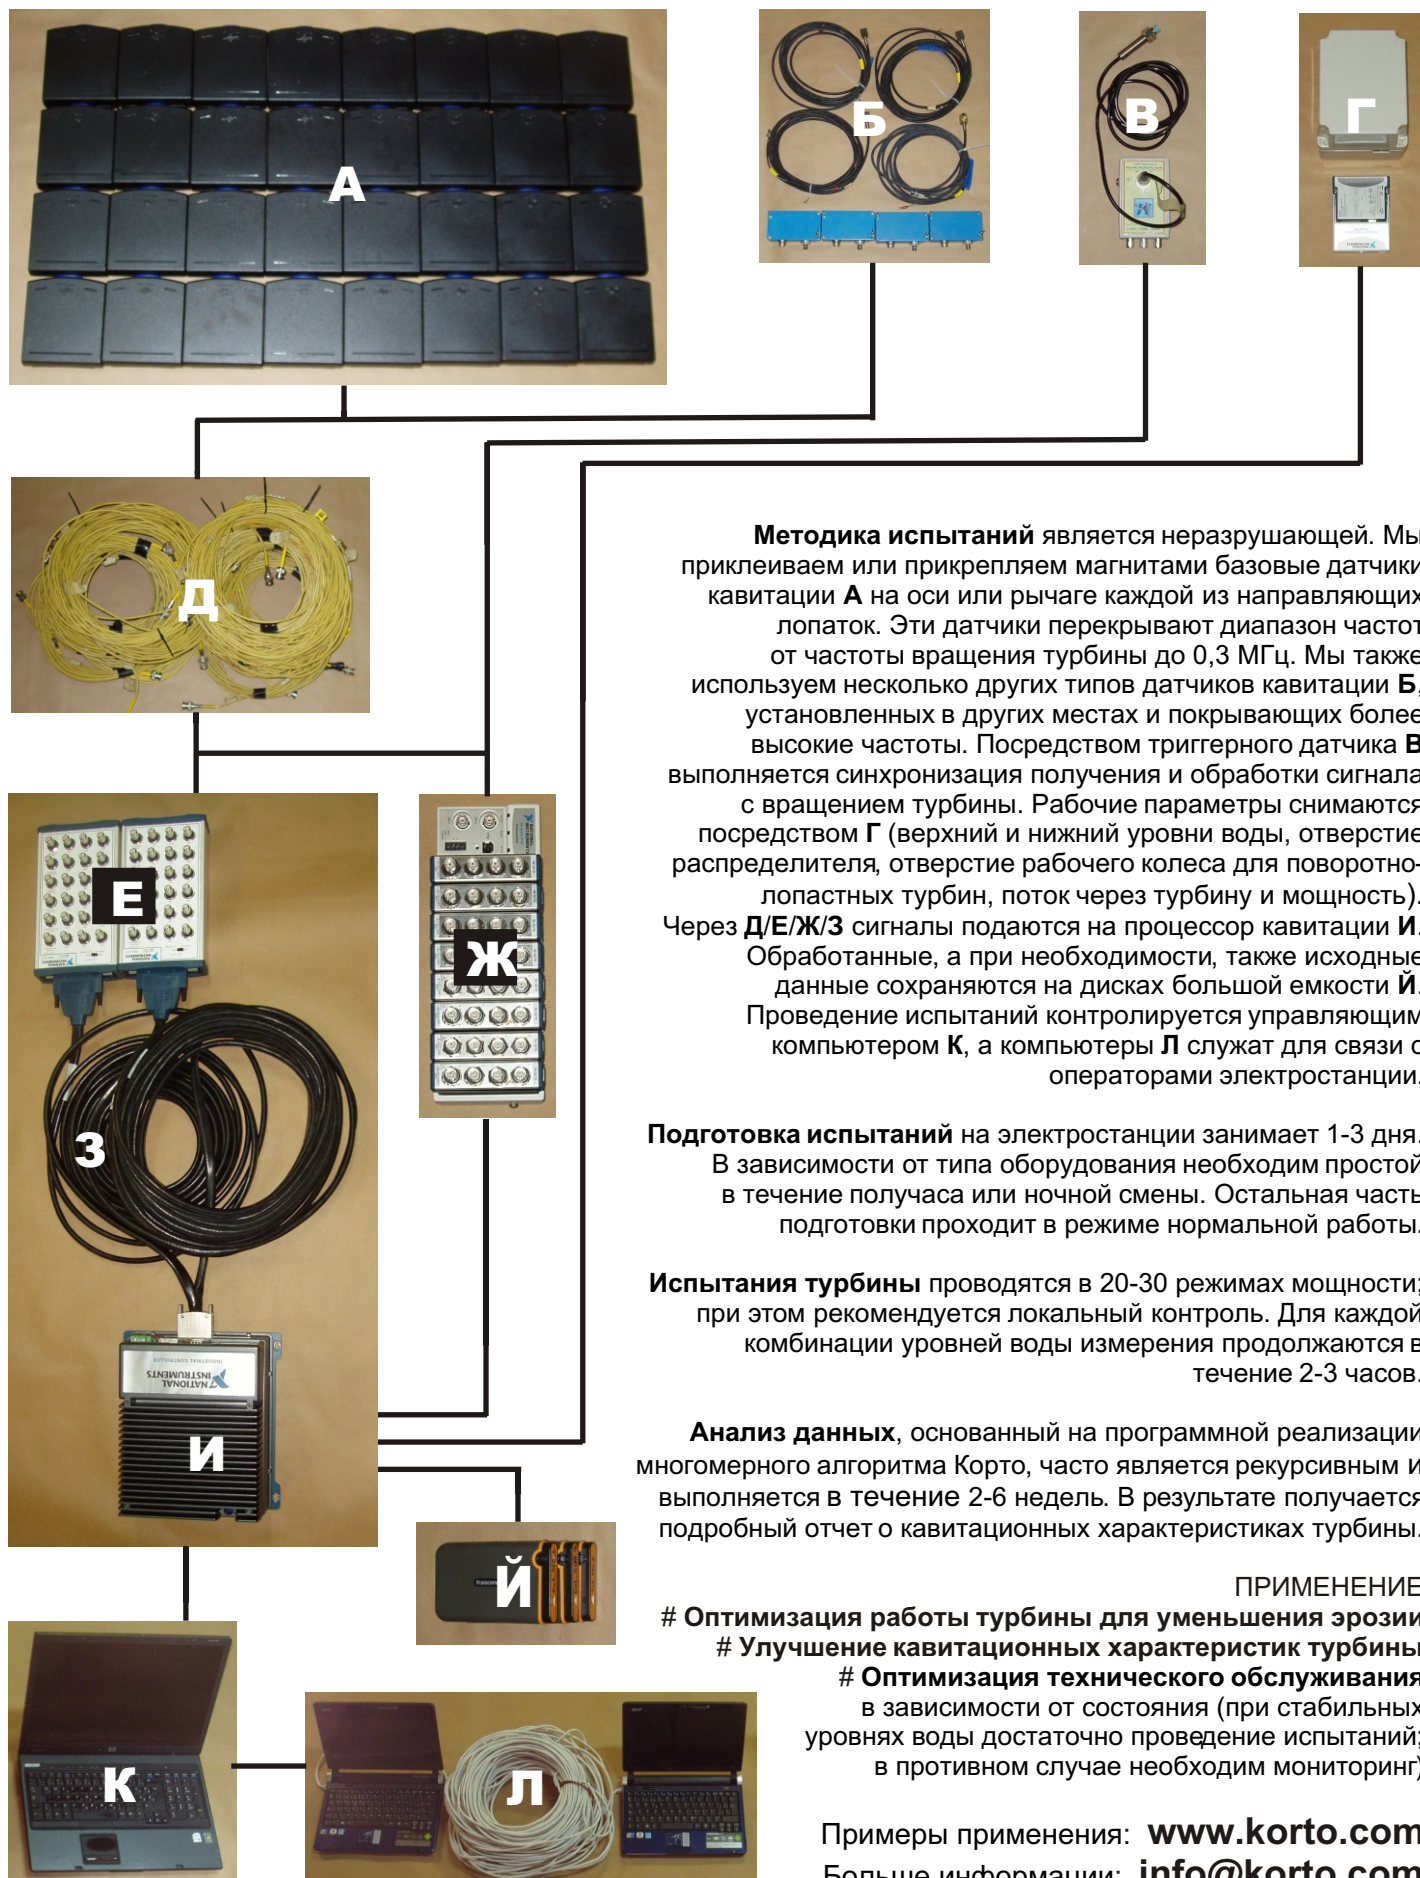 А
Б
В
Г
Д
Е
Ж
З
И
Й
К
Л
NATIONAL
INSTRUMENTS
INDUSTRIAL CONTROLLER
Transcend
Методика испытаний является неразрушающей. Мы
приклеиваем или прикрепляем магнитами базовые датчики
кавитации А на оси или рычаге каждой из направляющих
лопаток. Эти датчики перекрывают диапазон частот
от частоты вращения турбины до 0,3 МГц. Мы также
используем несколько других типов датчиков кавитации Б,
установленных в других местах и покрывающих более
высокие частоты. Посредством триггерного датчика В
выполняется синхронизация получения и обработки сигнала
с вращением турбины. Рабочие параметры снимаются
посредством Г (верхний и нижний уровни воды, отверстие
распределителя, отверстие рабочего колеса для поворотно-
лопастных турбин, поток через турбину и мощность).
Через Д/Е/Ж/З сигналы подаются на процессор кавитации И.
Обработанные, а при необходимости, также исходные
данные сохраняются на дисках большой емкости Й.
Проведение испытаний контролируется управляющим
компьютером К, а компьютеры Л служат для связи с
операторами электростанции.
Подготовка испытаний на электростанции занимает 1-3 дня.
В зависимости от типа оборудования необходим простой
в течение получаса или ночной смены. Остальная часть
подготовки проходит в режиме нормальной работы.
Испытания турбины проводятся в 20-30 режимах мощности;
при этом рекомендуется локальный контроль. Для каждой
комбинации уровней воды измерения продолжаются в
течение 2-3 часов.
Анализ данных, основанный на программной реализации
многомерного алгоритма Корто, часто является рекурсивным и
выполняется в течение 2-6 недель. В результате получается
подробный отчет о кавитационных характеристиках турбины.
ПРИМЕНЕНИЕ
# Оптимизация работы турбины для уменьшения эрозии
# Улучшение кавитационных характеристик турбины
# Оптимизация технического обслуживания
в зависимости от состояния (при стабильных
уровнях воды достаточно проведение испытаний;
в противном случае необходим мониторинг)
Примеры применения: www.korto.com
Больше информации: info@korto.com